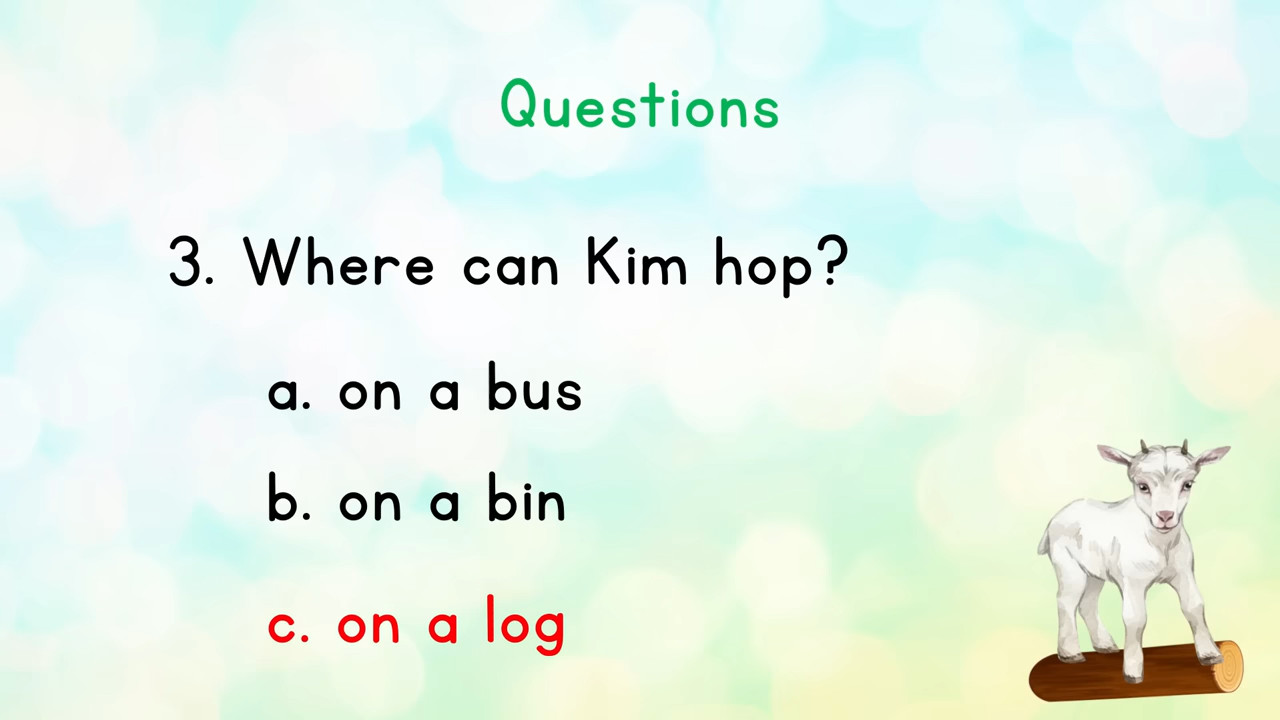 Questions
3. Where can Kim hop?
a. on a bus
b. on a bin
c. on a log